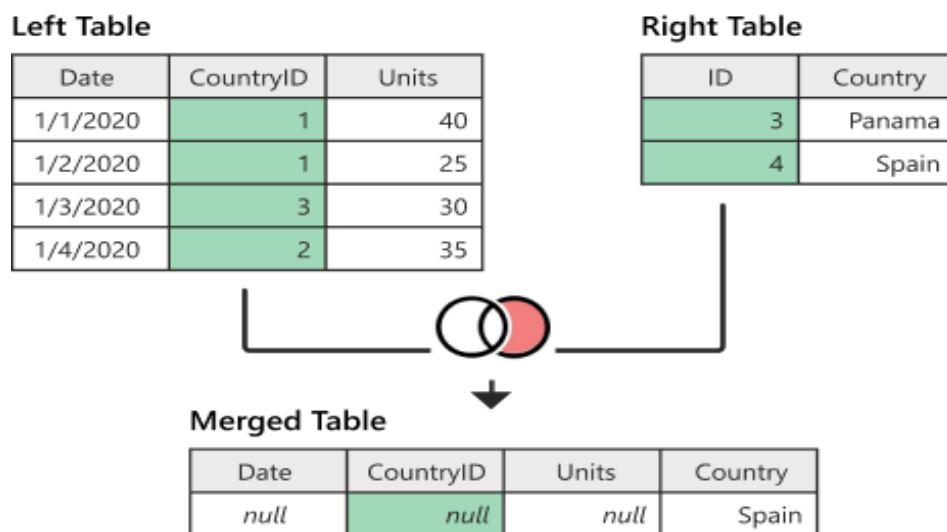 Left Table
Date CountryID Units
1/1/2020 1 40
1/2/2020 1 25
1/3/2020 3 30
1/4/2020 2 35
Right Table
ID Country
3 Panama
4 Spain
Merged Table
Date CountryID Units Country
null null null Spain